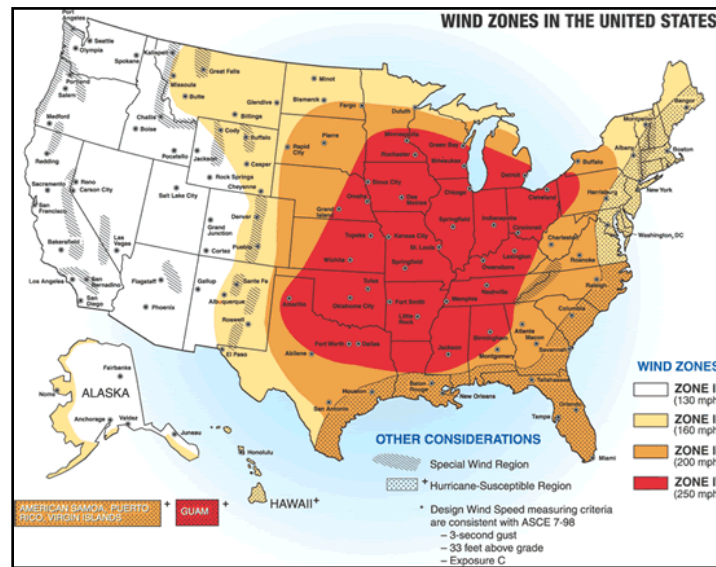 WIND ZONES IN THE UNITED STATES
Port
Angeles
Seattle
Olympia
Spokane
Portland
Salem
Medford
Kalispell
Great Falls
Missoula
Butte
Glendive
Billings
Minot
Bismarck
Fargo
Duluth
Challis
Boise
Pocatello
Cody
Buffalo
Jackson
Casper
Rock Springs
Cheyenne
Rapid
City
Pierre
Minneapolis
Rochester
Green Bay
Milwaukee
Detroit
Buffalo
Montpelier
Bangor
Albany
Boston
New York
Harrisburg
Washington, DC
Redding
Reno
Sacramento
Carson City
San
Francisco
Salt Lake City
Las
Vegas
Bakersfield
Los Angeles
San
Bernadino
San
Diego
Grand
Junction
Cortez
Denver
Pueblo
Flagstaff
Phoenix
Gallup
Santa Fe
Albuquerque
Roswell
El Paso
Sioux City
Omaha
Grand
Island
Des
Moines
Chicago
Cleveland
Topeka
Kansas City
Springfield
Indianapolis
Cincinnati
St. Louis
Wichita
Springfield
Owensboro
Lexington
Charleston
Roanoke
Raleigh
Tulsa
Amarillo
Oklahoma City
Fort Smith
Little
Rock
Memphis
Nashville
Columbia
Atlanta
Macon
Savannah
Birmingham
Montgomery
Jackson
Fort Worth
Dallas
Abilene
Houston
San Antonio
Baton
Rouge
New Orleans
Tallahassee
Orlando
Tampa
Miami
Fairbanks
Nome
ALASKA
Anchorage
Valdez
Juneau
Honolulu
HAWAII+
AMERICAN SAMOA, PUERTO
RICO, VIRGIN ISLANDS
+
GUAM
+
OTHER CONSIDERATIONS
Special Wind Region
+ Hurricane-Susceptible Region
* Design Wind Speed measuring criteria
are consistent with ASCE 7-98
– 3-second gust
– 33 feet above grade
– Exposure C
WIND ZONES
ZONE I
(130 mph
ZONE I
(160 mph
ZONE I
(200 mph
ZONE I
(250 mph